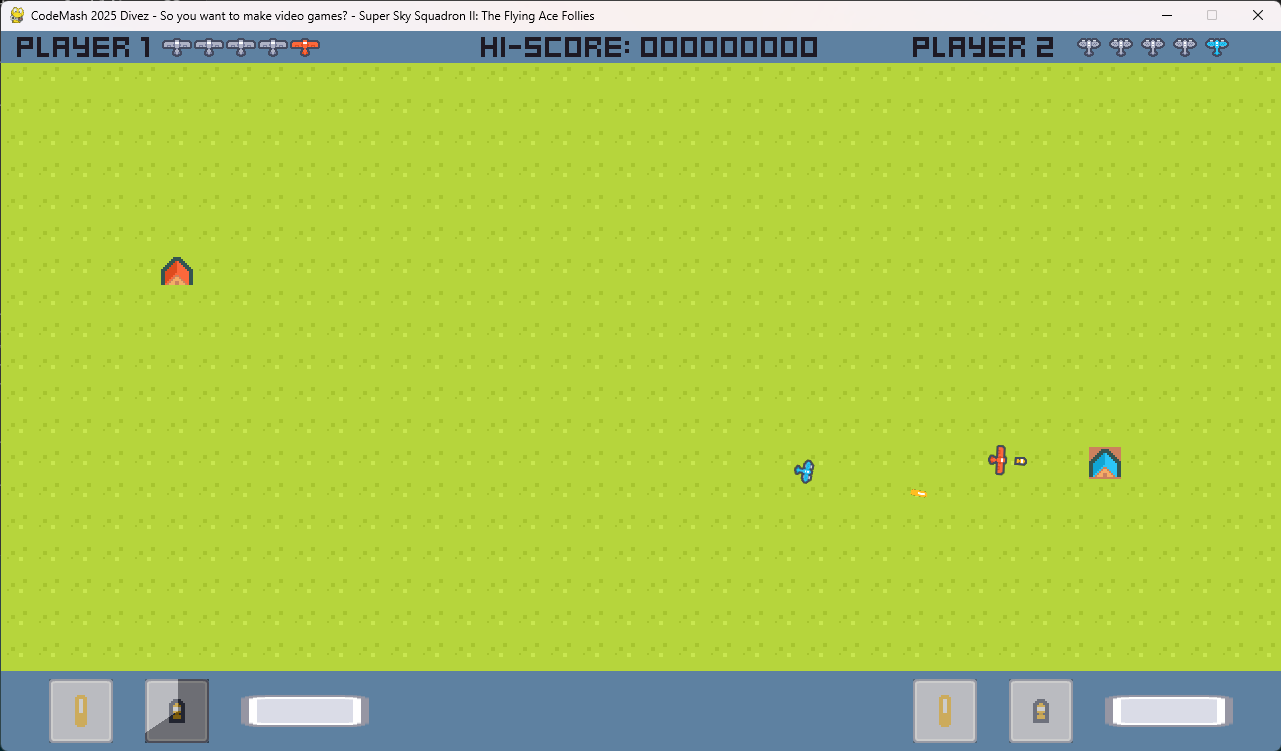 CodeMash 2025 Divez - So you want to make video games? - Super Sky Squadron II: The Flying Ace Follies
PLAYER 1 HI-SCORE: 000000000 PLAYER 2